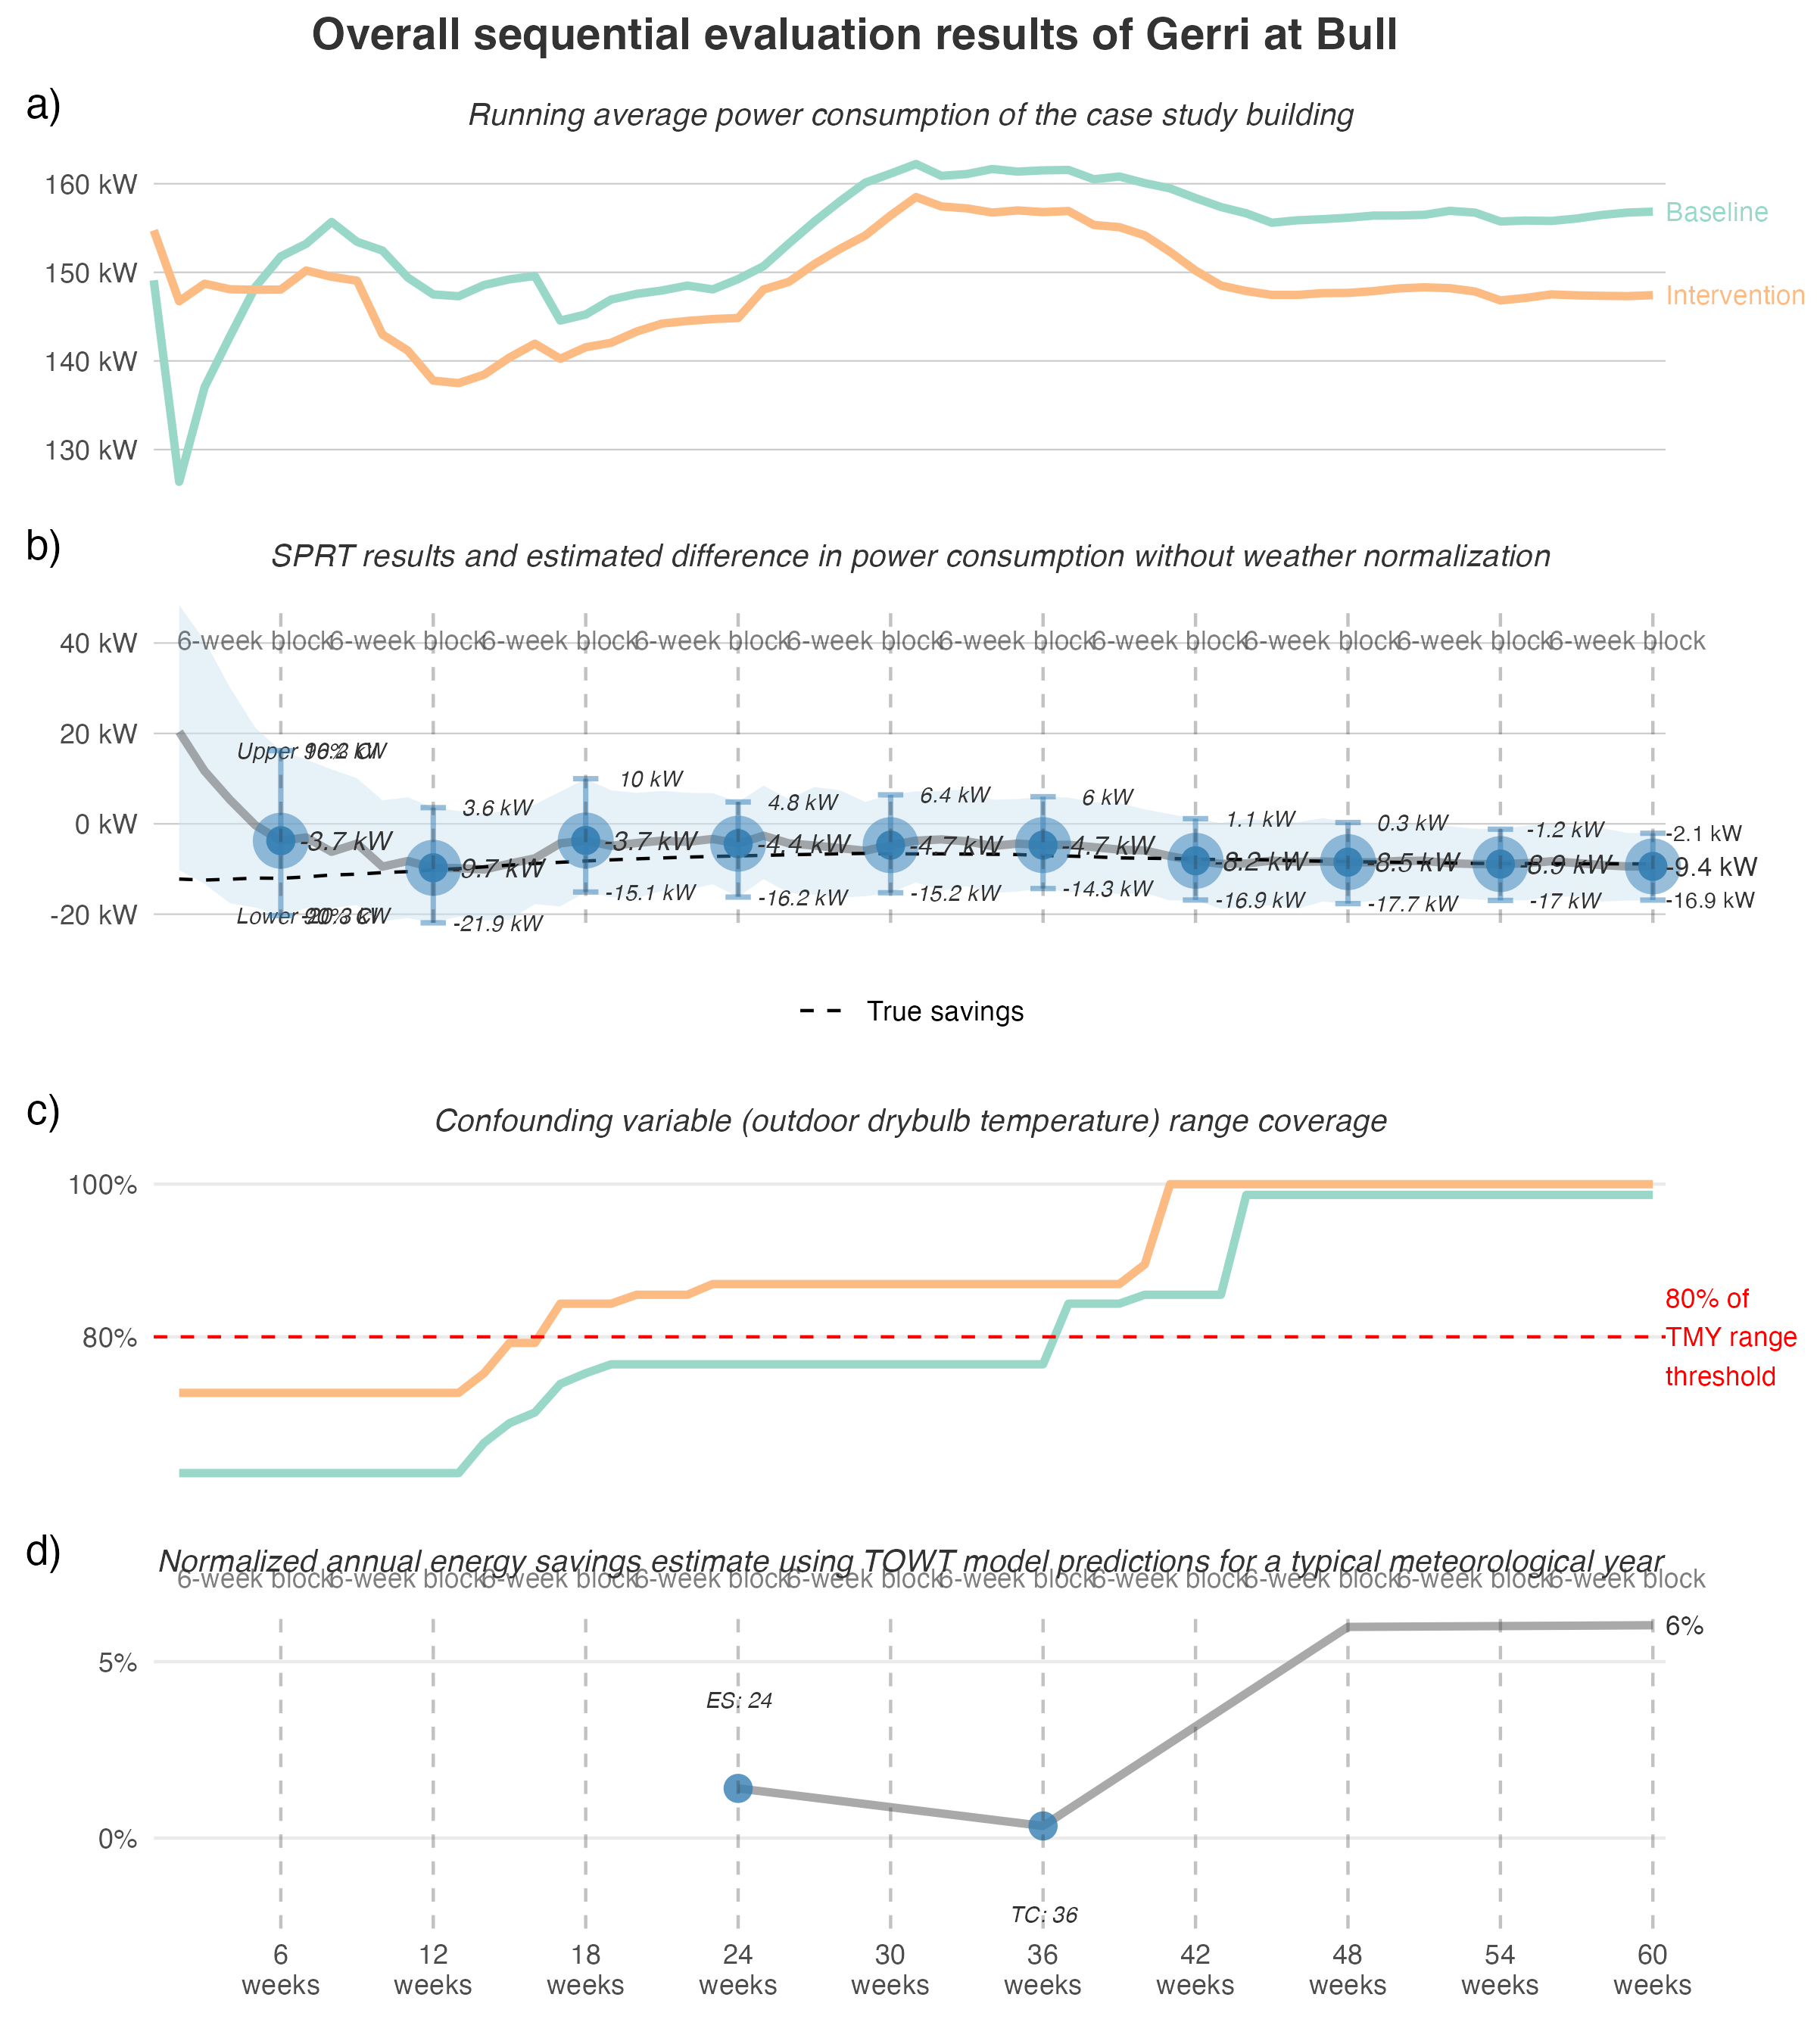 Overall sequential evaluation results of Gerri at Bull
a)
Running average power consumption of the case study building
160 kW
150 kW
140 kW
130 kW
Baseline
Intervention
b)
SPRT results and estimated difference in power consumption without weather normalization
40 kW
20 kW
0 kW
-20 kW
6-week block 6-week block 6-week block 6-week block 6-week block 6-week block 6-week block 6-week block 6-week block 6-week block
Upper 90% CI 16.2 kW
3.6 kW
10 kW
4.8 kW
6.4 kW
6 kW
1.1 kW
0.3 kW
-1.2 kW
-2.1 kW
-3.7 kW
-9.7 kW
-3.7 kW
-4.4 kW
-4.7 kW
-4.7 kW
-8.2 kW
-8.5 kW
-8.9 kW
-9.4 kW
Lower 90% CI -20.3 kW
-21.9 kW
-15.1 kW
-16.2 kW
-15.2 kW
-14.3 kW
-16.9 kW
-17.7 kW
-17 kW
-16.9 kW
True savings
c)
Confounding variable (outdoor drybulb temperature) range coverage
100%
80%
80% of
TMY range
threshold
d)
Normalized annual energy savings estimate using TOWT model predictions for a typical meteorological year
6-week block 6-week block 6-week block 6-week block 6-week block 6-week block 6-week block 6-week block 6-week block 6-week block
5%
0%
6%
ES: 24
TC: 36
6 12 18 24 30 36 42 48 54 60
weeks weeks weeks weeks weeks weeks weeks weeks weeks weeks